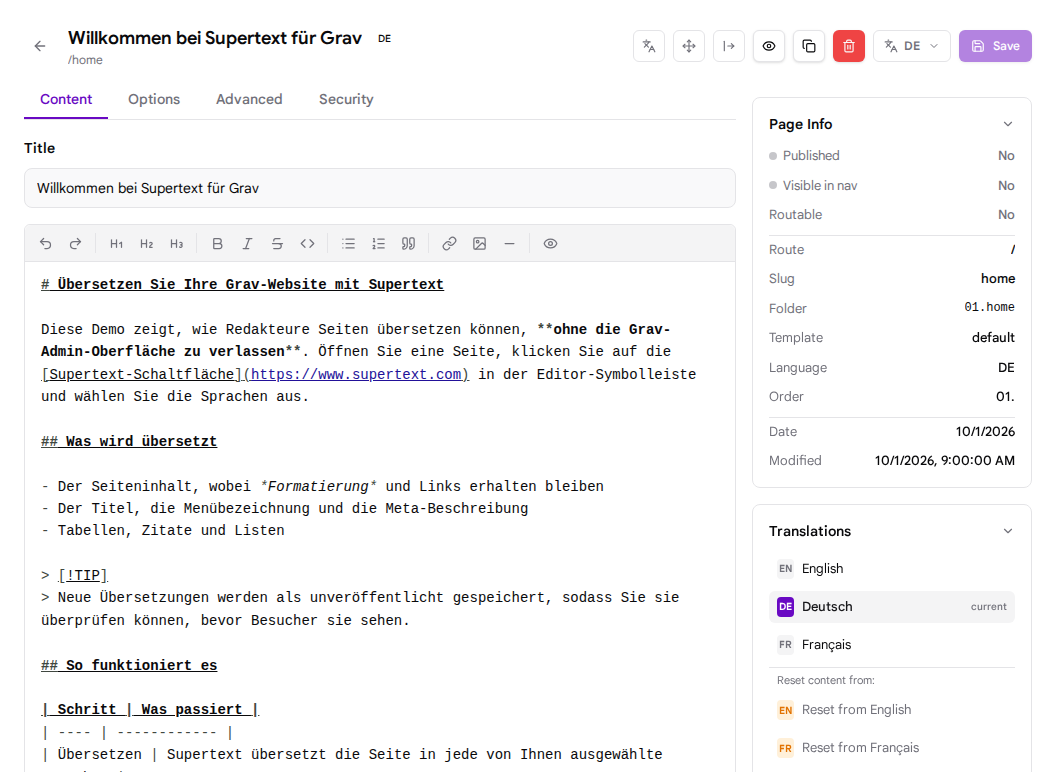 Willkommen bei Supertext für Grav DE
/home
DE
Save
Content Options Advanced Security
Title
Willkommen bei Supertext für Grav
H1 H2 H3 B I S
# Übersetzen Sie Ihre Grav-Website mit Supertext
Diese Demo zeigt, wie Redakteure Seiten übersetzen können, **ohne die Grav-
Admin-Oberfläche zu verlassen**. Öffnen Sie eine Seite, klicken Sie auf die
[Supertext-Schaltfläche](https://www.supertext.com) in der Editor-Symbolleiste
und wählen Sie die Sprachen aus.
## Was wird übersetzt
- Der Seiteninhalt, wobei *Formatierung* und Links erhalten bleiben
- Der Titel, die Menübezeichnung und die Meta-Beschreibung
- Tabellen, Zitate und Listen
> [!TIP]
> Neue Übersetzungen werden als unveröffentlicht gespeichert, sodass Sie sie
überprüfen können, bevor Besucher sie sehen.
## So funktioniert es
| Schritt | Was passiert |
| ---- | ------------ |
| Übersetzen | Supertext übersetzt die Seite in jede von Ihnen ausgewählte
Page Info
Published No
Visible in nav No
Routable No
Route /
Slug home
Folder 01.home
Template default
Language DE
Order 01.
Date 10/1/2026
Modified 10/1/2026, 9:00:00 AM
Translations
EN English
DE Deutsch current
FR Français
Reset content from:
EN Reset from English
FR Reset from Français